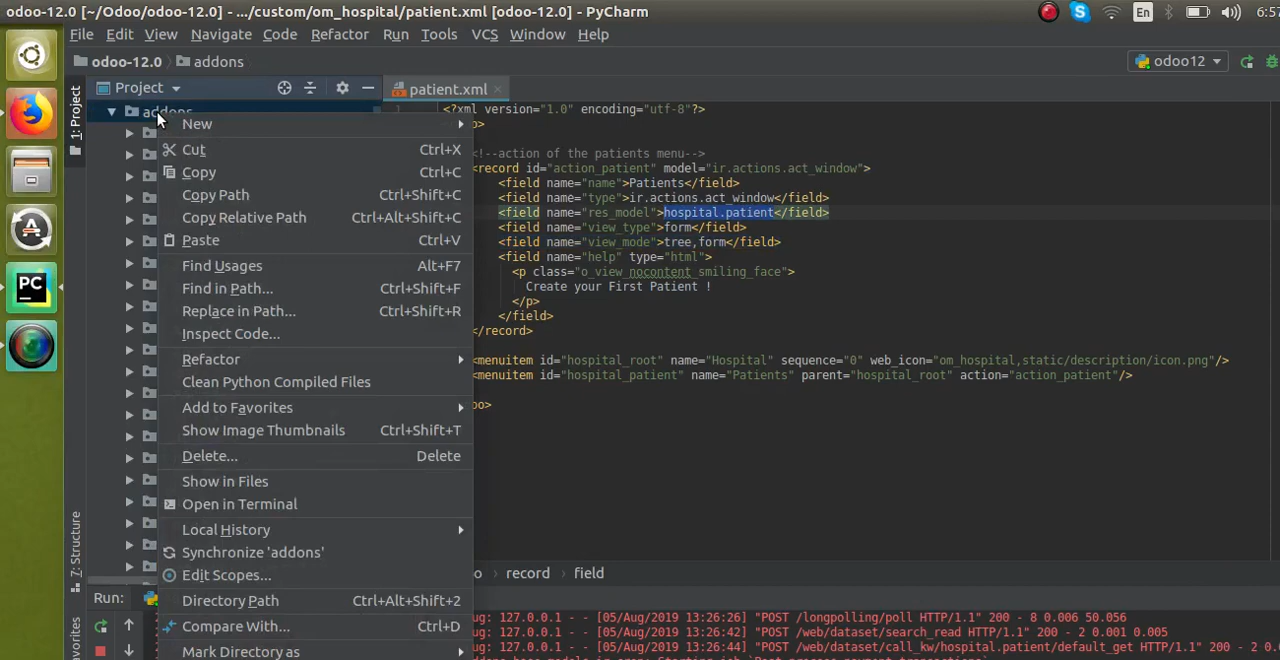 odoo-12.0 [~/Odoo/odoo-12.0] - .../custom/om_hospital/patient.xml [odoo-12.0] - PyCharm
En
6:57
File Edit View Navigate Code Refactor Run Tools VCS Window Help
odoo-12.0 addons
odoo12
1: Project
Project
patient.xml
addons
1
<?xml version="1.0" encoding="utf-8"?>
o>
<!--action of the patients menu-->
<record id="action_patient" model="ir.actions.act_window">
<field name="name">Patients</field>
<field name="type">ir.actions.act_window</field>
<field name="res_model">hospital.patient</field>
<field name="view_type">form</field>
<field name="view_mode">tree,form</field>
<field name="help" type="html">
<p class="o_view_nocontent_smiling_face">
Create your First Patient !
</p>
</field>
</record>
<menuitem id="hospital_root" name="Hospital" sequence="0" web_icon="om_hospital,static/description/icon.png"/>
<menuitem id="hospital_patient" name="Patients" parent="hospital_root" action="action_patient"/>
oo>
New
Cut Ctrl+X
Copy Ctrl+C
Copy Path Ctrl+Shift+C
Copy Relative Path Ctrl+Alt+Shift+C
Paste Ctrl+V
Find Usages Alt+F7
Find in Path... Ctrl+Shift+F
Replace in Path... Ctrl+Shift+R
Inspect Code...
Refactor
Clean Python Compiled Files
Add to Favorites
Show Image Thumbnails Ctrl+Shift+T
Delete... Delete
Show in Files
Open in Terminal
Local History
Synchronize 'addons'
Edit Scopes...
Directory Path Ctrl+Alt+Shift+2
Compare With... Ctrl+D
Mark Directory as
PC
7: Structure
avorites
o record field
Run:
ug: 127.0.0.1 - - [05/Aug/2019 13:26:26] "POST /longpolling/poll HTTP/1.1" 200 - 8 0.006 50.056
ug: 127.0.0.1 - - [05/Aug/2019 13:26:42] "POST /web/dataset/search_read HTTP/1.1" 200 - 2 0.001 0.005
ug: 127.0.0.1 - - [05/Aug/2019 13:26:44] "POST /web/dataset/call_kw/hospital.patient/default_get HTTP/1.1" 200 - 2 0